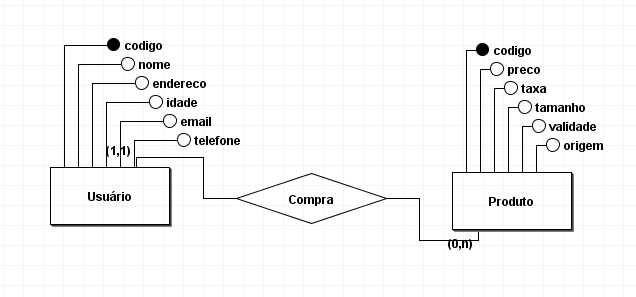 codigo
nome
endereco
idade
email
telefone
(1,1)
Usuário
Compra
codigo
preco
taxa
tamanho
validade
origem
Produto
(0,n)